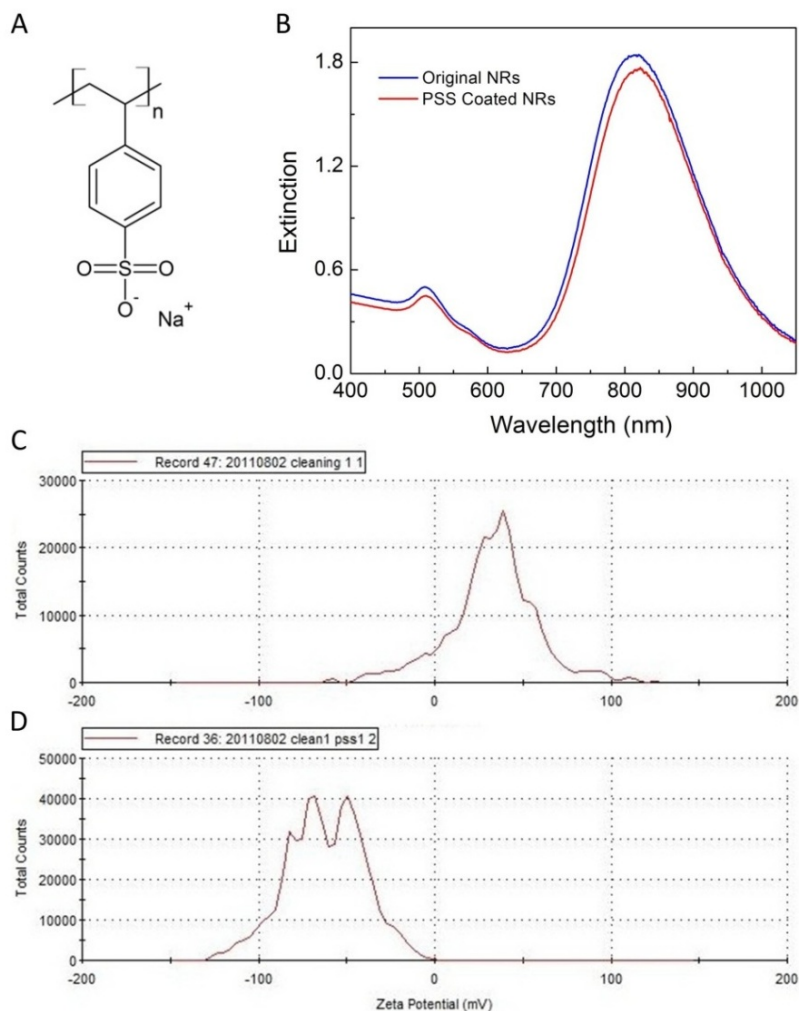 A
n
O
S
O
O-
Na+
B
Original NRs
PSS Coated NRs
Extinction
1.8
1.2
0.6
0.0
400 500 600 700 800 900 1000
Wavelength (nm)
C
Record 47: 20110802 cleaning 1 1
Total Counts
30000
20000
10000
0
-200 -100 0 100 200
D
Record 36: 20110802 clean1 pss1 2
Total Counts
50000
40000
30000
20000
10000
0
-200 -100 0 100 200
Zeta Potential (mV)